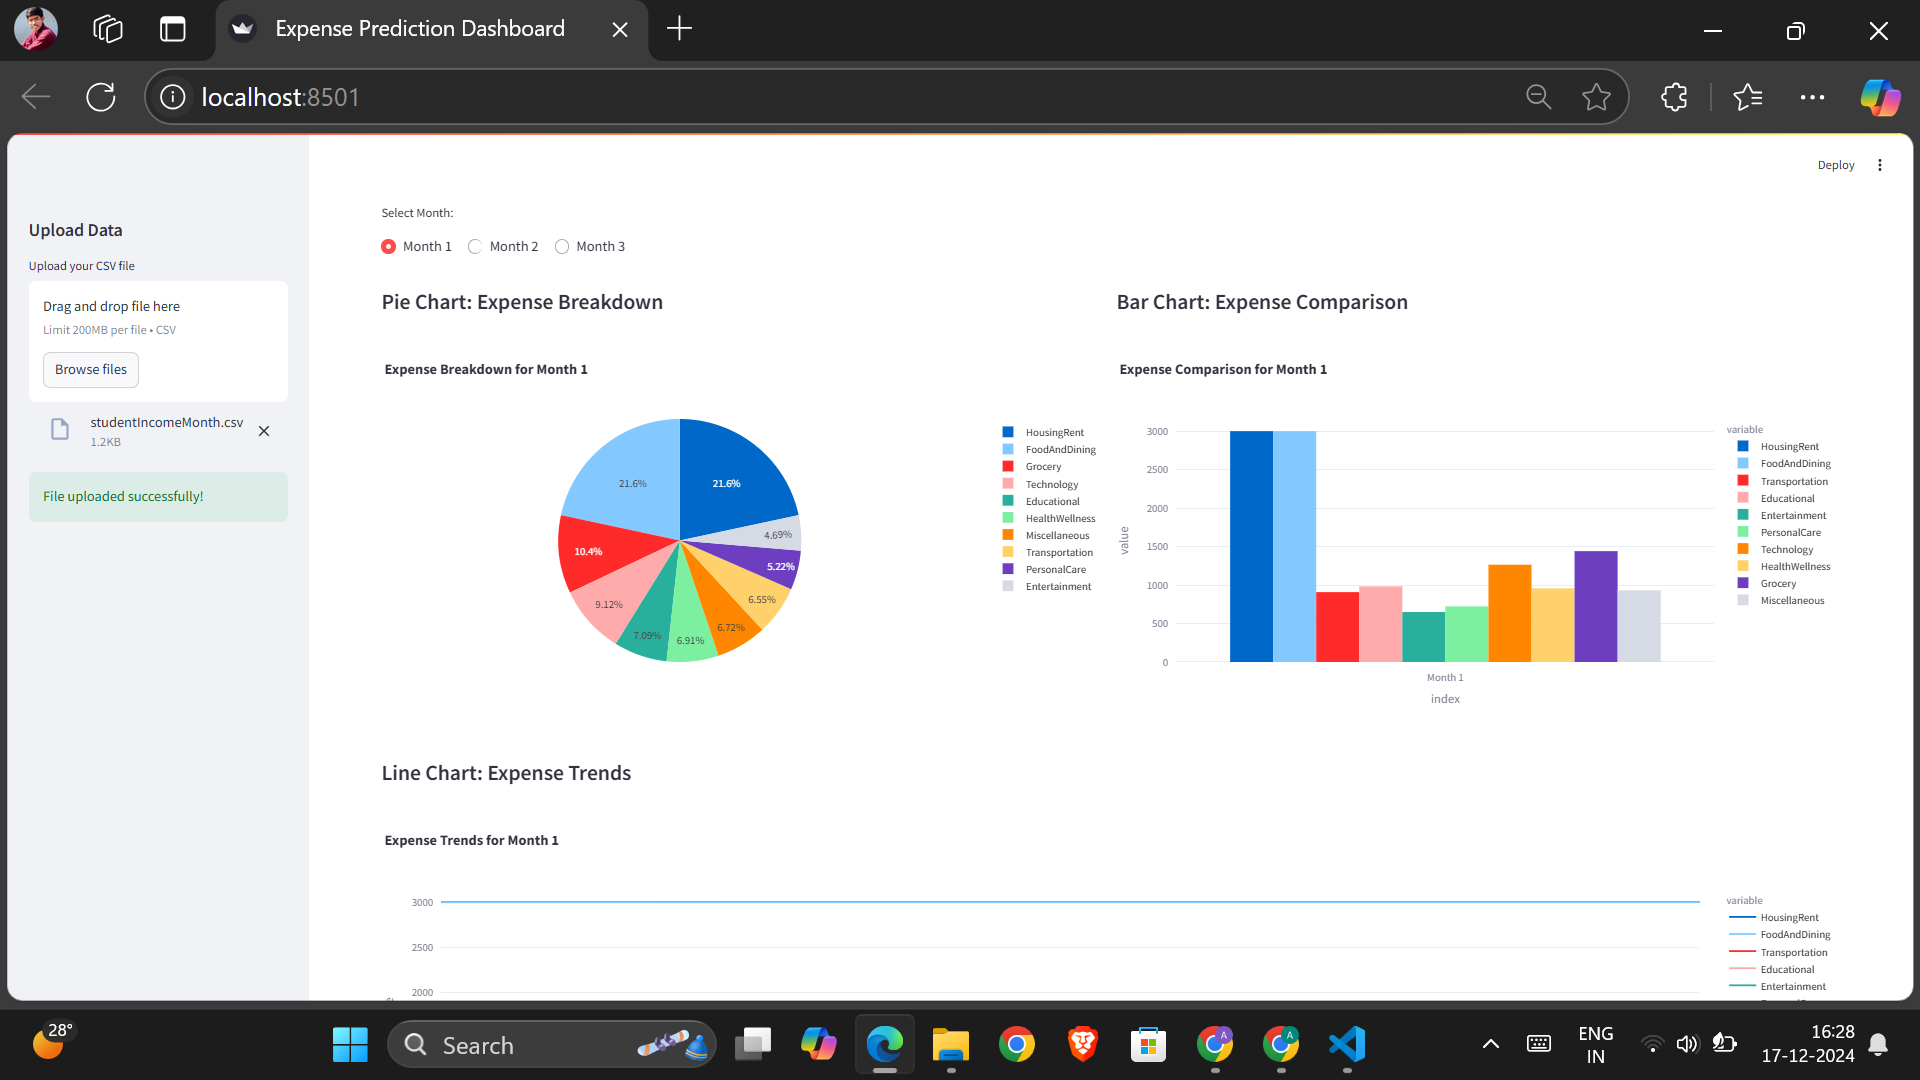 Expense Prediction Dashboard
localhost:8501
Deploy
Upload Data
Upload your CSV file
Drag and drop file here
Limit 200MB per file • CSV
Browse files
studentIncomeMonth.csv
1.2KB
File uploaded successfully!
Select Month:
Month 1 Month 2 Month 3
Pie Chart: Expense Breakdown
Expense Breakdown for Month 1
21.6%
21.6%
4.69%
10.4%
5.22%
9.12%
6.55%
7.09%
6.91%
6.72%
HousingRent
FoodAndDining
Grocery
Technology
Educational
HealthWellness
Miscellaneous
Transportation
PersonalCare
Entertainment
Bar Chart: Expense Comparison
Expense Comparison for Month 1
3000
2500
2000
1500
1000
500
0
value
Month 1
index
variable
HousingRent
FoodAndDining
Transportation
Educational
Entertainment
PersonalCare
Technology
HealthWellness
Grocery
Miscellaneous
Line Chart: Expense Trends
Expense Trends for Month 1
3000
2500
2000
variable
HousingRent
FoodAndDining
Transportation
Educational
Entertainment
28°
Search
A
A
ENG
IN
16:28
17-12-2024